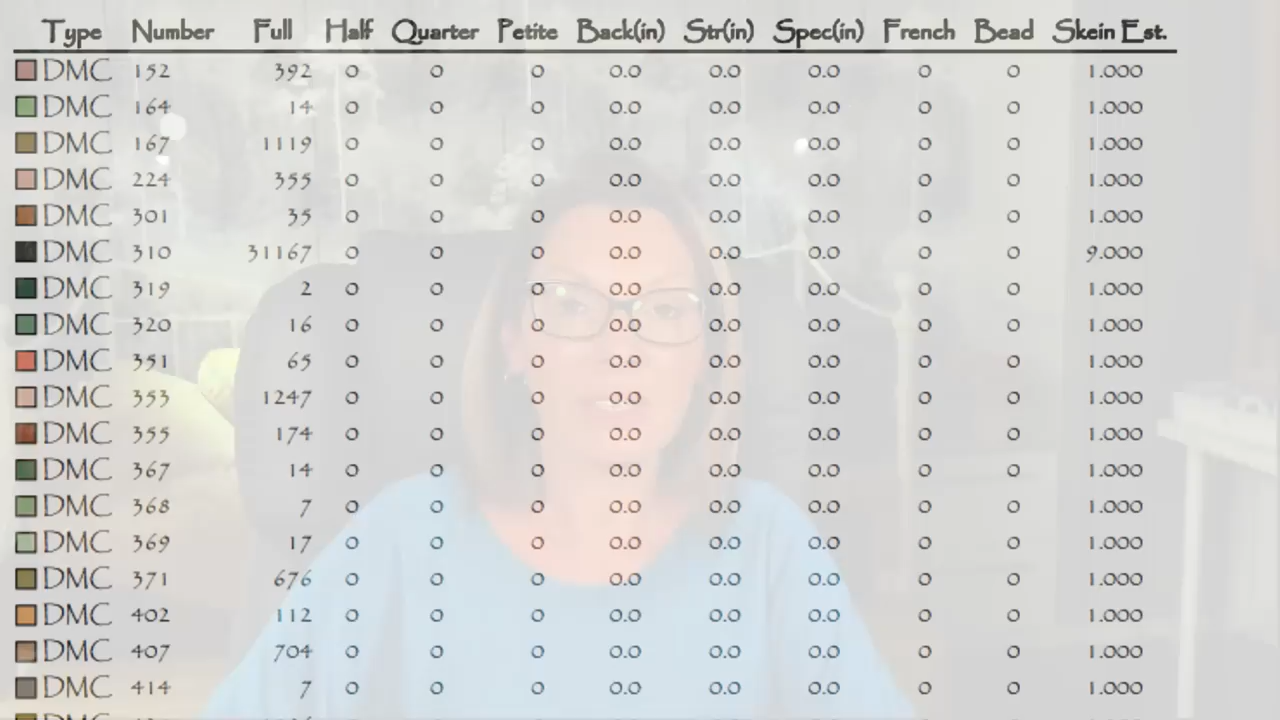 Type Number Full Half Quarter Petite Back(in) Str(in) Spec(in) French Bead Skein Est.
DMC 152 392 0 0 0 0.0 0.0 0.0 0 0 1.000
DMC 164 14 0 0 0 0.0 0.0 0.0 0 0 1.000
DMC 167 1119 0 0 0 0.0 0.0 0.0 0 0 1.000
DMC 224 355 0 0 0 0.0 0.0 0.0 0 0 1.000
DMC 301 35 0 0 0 0.0 0.0 0.0 0 0 1.000
DMC 310 31167 0 0 0 0.0 0.0 0.0 0 0 9.000
DMC 319 2 0 0 0 0.0 0.0 0.0 0 0 1.000
DMC 320 16 0 0 0 0.0 0.0 0.0 0 0 1.000
DMC 351 65 0 0 0 0.0 0.0 0.0 0 0 1.000
DMC 353 1247 0 0 0 0.0 0.0 0.0 0 0 1.000
DMC 355 174 0 0 0 0.0 0.0 0.0 0 0 1.000
DMC 367 14 0 0 0 0.0 0.0 0.0 0 0 1.000
DMC 368 7 0 0 0 0.0 0.0 0.0 0 0 1.000
DMC 369 17 0 0 0 0.0 0.0 0.0 0 0 1.000
DMC 371 676 0 0 0 0.0 0.0 0.0 0 0 1.000
DMC 402 112 0 0 0 0.0 0.0 0.0 0 0 1.000
DMC 407 704 0 0 0 0.0 0.0 0.0 0 0 1.000
DMC 414 7 0 0 0 0.0 0.0 0.0 0 0 1.000